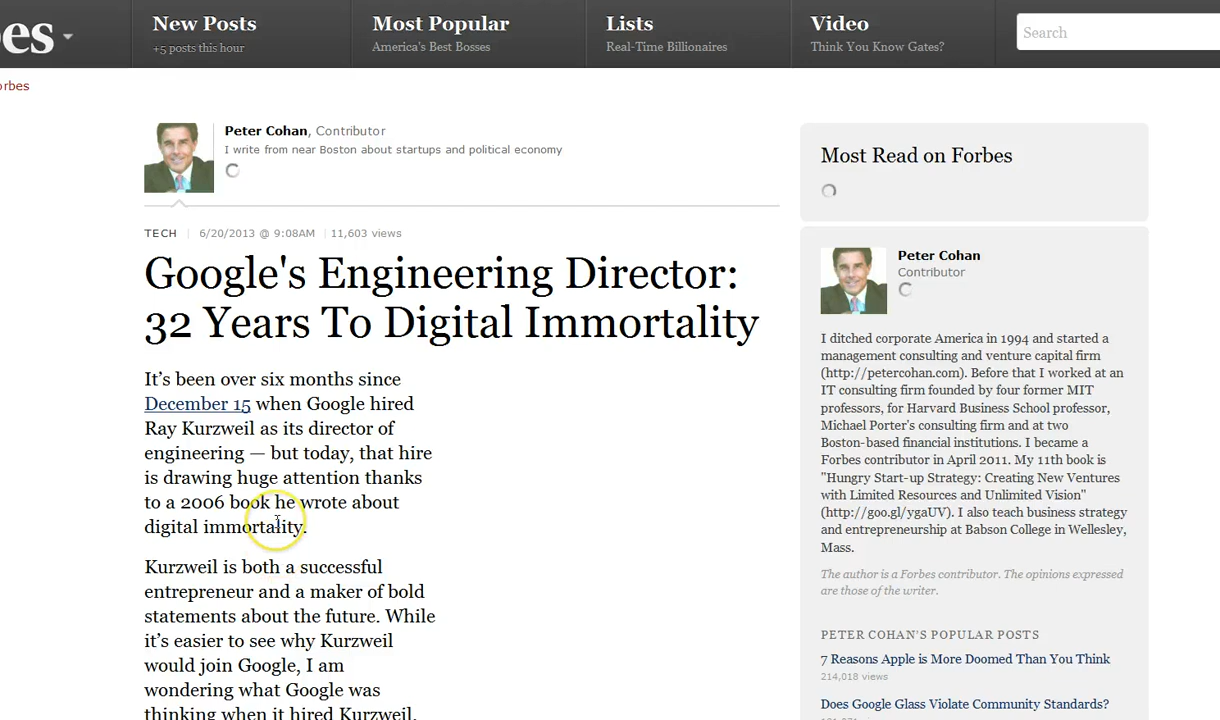 es
New Posts
+5 posts this hour
Most Popular
America's Best Bosses
Lists
Real-Time Billionaires
Video
Think You Know Gates?
Search
orbes
Peter Cohan, Contributor
I write from near Boston about startups and political economy
TECH | 6/20/2013 @ 9:08AM | 11,603 views
Google's Engineering Director:
32 Years To Digital Immortality
It's been over six months since
December 15 when Google hired
Ray Kurzweil as its director of
engineering — but today, that hire
is drawing huge attention thanks
to a 2006 book he wrote about
digital immortality.
Kurzweil is both a successful
entrepreneur and a maker of bold
statements about the future. While
it's easier to see why Kurzweil
would join Google, I am
wondering what Google was
thinking when it hired Kurzweil.
Most Read on Forbes
Peter Cohan
Contributor
I ditched corporate America in 1994 and started a
management consulting and venture capital firm
(http://petercohan.com). Before that I worked at an
IT consulting firm founded by four former MIT
professors, for Harvard Business School professor,
Michael Porter's consulting firm and at two
Boston-based financial institutions. I became a
Forbes contributor in April 2011. My 11th book is
"Hungry Start-up Strategy: Creating New Ventures
with Limited Resources and Unlimited Vision"
(http://goo.gl/ygaUV). I also teach business strategy
and entrepreneurship at Babson College in Wellesley,
Mass.
The author is a Forbes contributor. The opinions expressed
are those of the writer.
PETER COHAN'S POPULAR POSTS
7 Reasons Apple is More Doomed Than You Think
214,018 views
Does Google Glass Violate Community Standards?